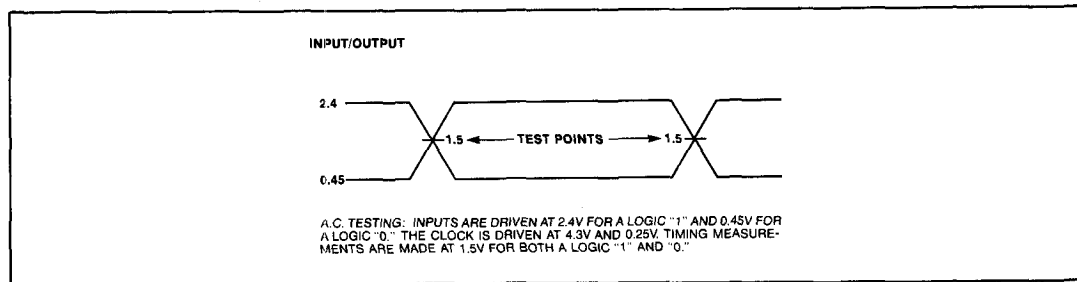 INPUT/OUTPUT
2.4
1.5 TEST POINTS 1.5
0.45
A.C. TESTING: INPUTS ARE DRIVEN AT 2.4V FOR A LOGIC "1" AND 0.45V FOR
A LOGIC "0." THE CLOCK IS DRIVEN AT 4.3V AND 0.25V. TIMING MEASURE-
MENTS ARE MADE AT 1.5V FOR BOTH A LOGIC "1" AND "0."